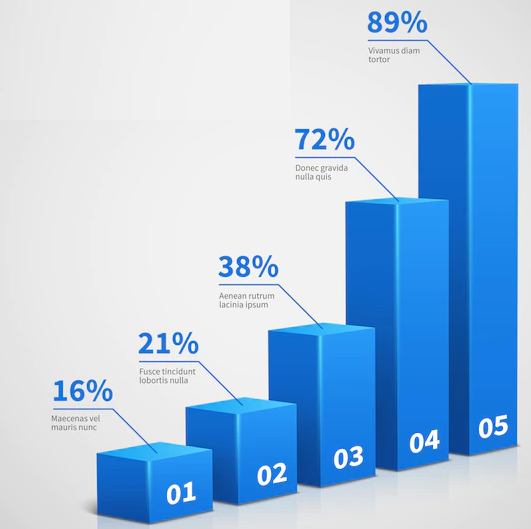 89%
Vivamus diam
tortor
72%
Donec gravida
nulla quis
38%
Aenean rutrum
lacinia ipsum
21%
Fusce tincidunt
lobortis nulla
16%
Maecenas vel
mauris nunc
01
02
03
04
05